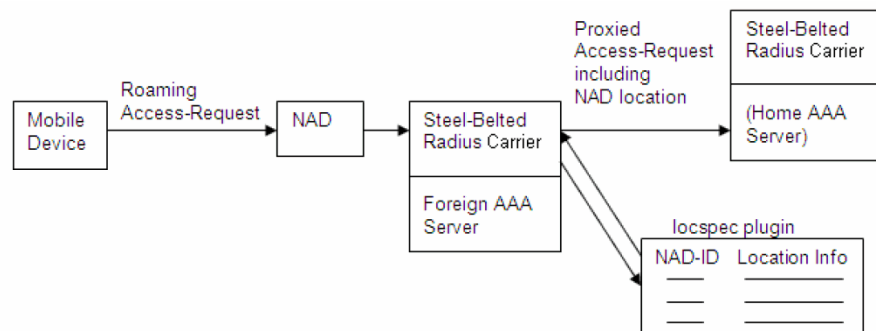 Mobile
Device
Roaming
Access-Request
NAD
Steel-Belted
Radius Carrier
Foreign AAA
Server
Proxied
Access-Request
including
NAD location
Steel-Belted
Radius Carrier
(Home AAA
Server)
locspec plugin
NAD-ID Location Info